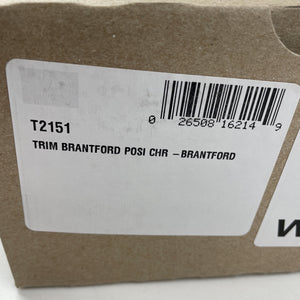 0 26508 16214 9
T2151
TRIM BRANTFORD POSI CHR –BRANTFORD